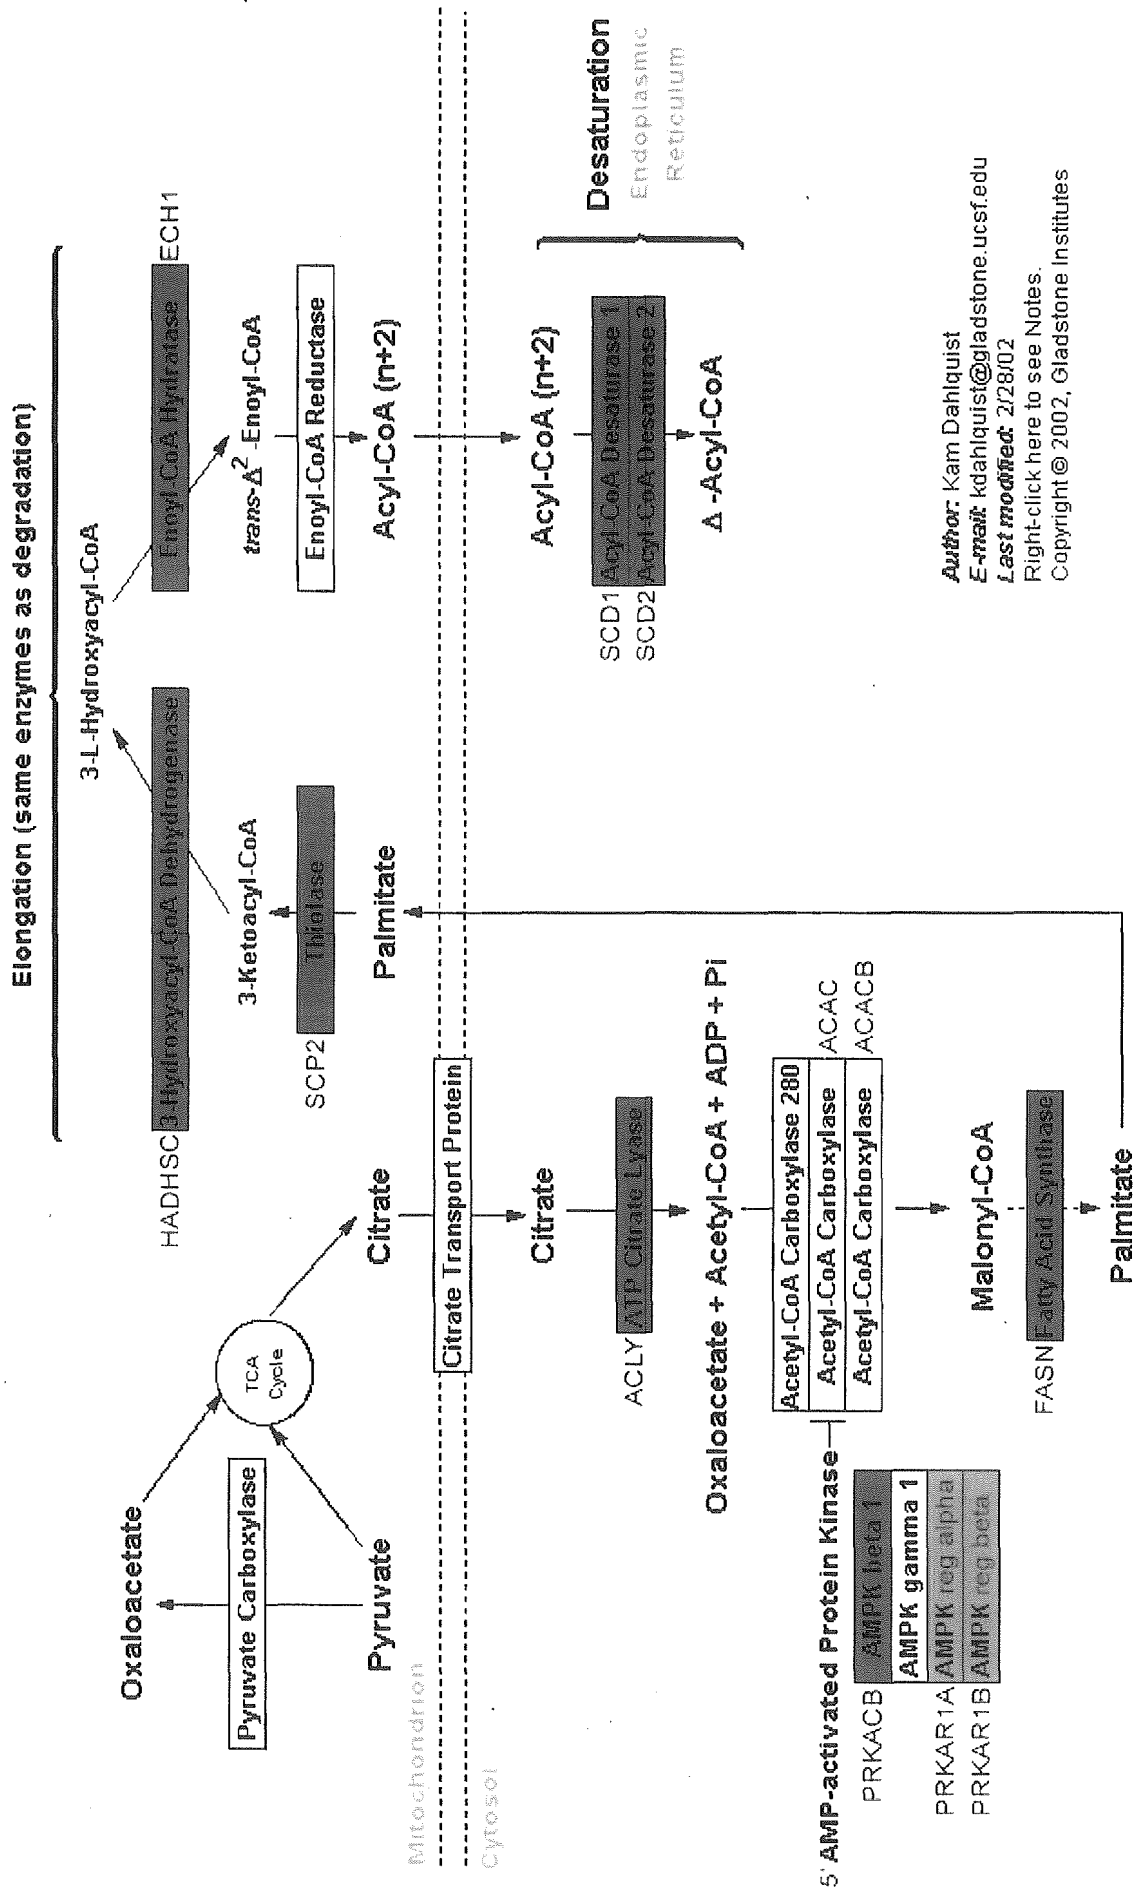 Elongation (same enzymes as degradation)
3-L-Hydroxyacyl-CoA
HADHSC 3-Hydroxyacyl-CoA Dehydrogenase
Enoyl-CoA Hydratase ECH1
3-Ketoacyl-CoA
trans-Δ2 -Enoyl-CoA
SCP2 Thiolase
Enoyl-CoA Reductase
Palmitate
Acyl-CoA (n+2)
Oxaloacetate
Pyruvate Carboxylase
TCA
Cycle
Pyruvate
Citrate
Mitochondrion
Citrate Transport Protein
Cytosol
Citrate
Acyl-CoA (n+2)
Desaturation
Endoplasmic
Reticulum
ACLY ATP Citrate Lyase
SCD1 Acyl-CoA Desaturase 1
SCD2 Acyl-CoA Desaturase 2
Oxaloacetate + Acetyl-CoA + ADP + Pi
Δ -Acyl-CoA
Acetyl-CoA Carboxylase 280
Acetyl-CoA Carboxylase ACAC
Acetyl-CoA Carboxylase ACACB
5' AMP-activated Protein Kinase
PRKACB AMPK beta 1
AMPK gamma 1
PRKAR1A AMPK reg alpha
PRKAR1B AMPK reg beta
Malonyl-CoA
FASN Fatty Acid Synthase
Palmitate
Author: Kam Dahlquist
E-mail: kdahlquist@gladstone.ucsf.edu
Last modified: 2/28/02
Right-click here to see Notes.
Copyright © 2002, Gladstone Institutes